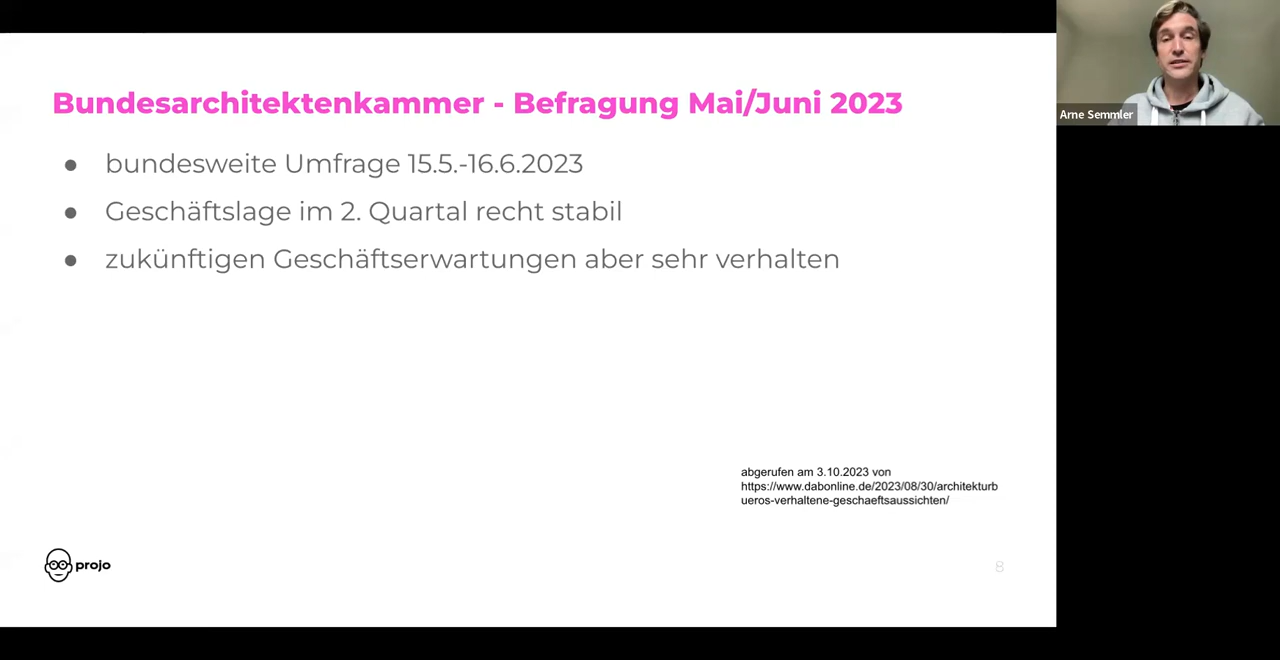 Bundesarchitektenkammer - Befragung Mai/Juni 2023
● bundesweite Umfrage 15.5.-16.6.2023
● Geschäftslage im 2. Quartal recht stabil
● zukünftigen Geschäftserwartungen aber sehr verhalten
abgerufen am 3.10.2023 von
https://www.dabonline.de/2023/08/30/architekturb
ueros-verhaltene-geschaeftsaussichten/
projo
8
Arne Semmler